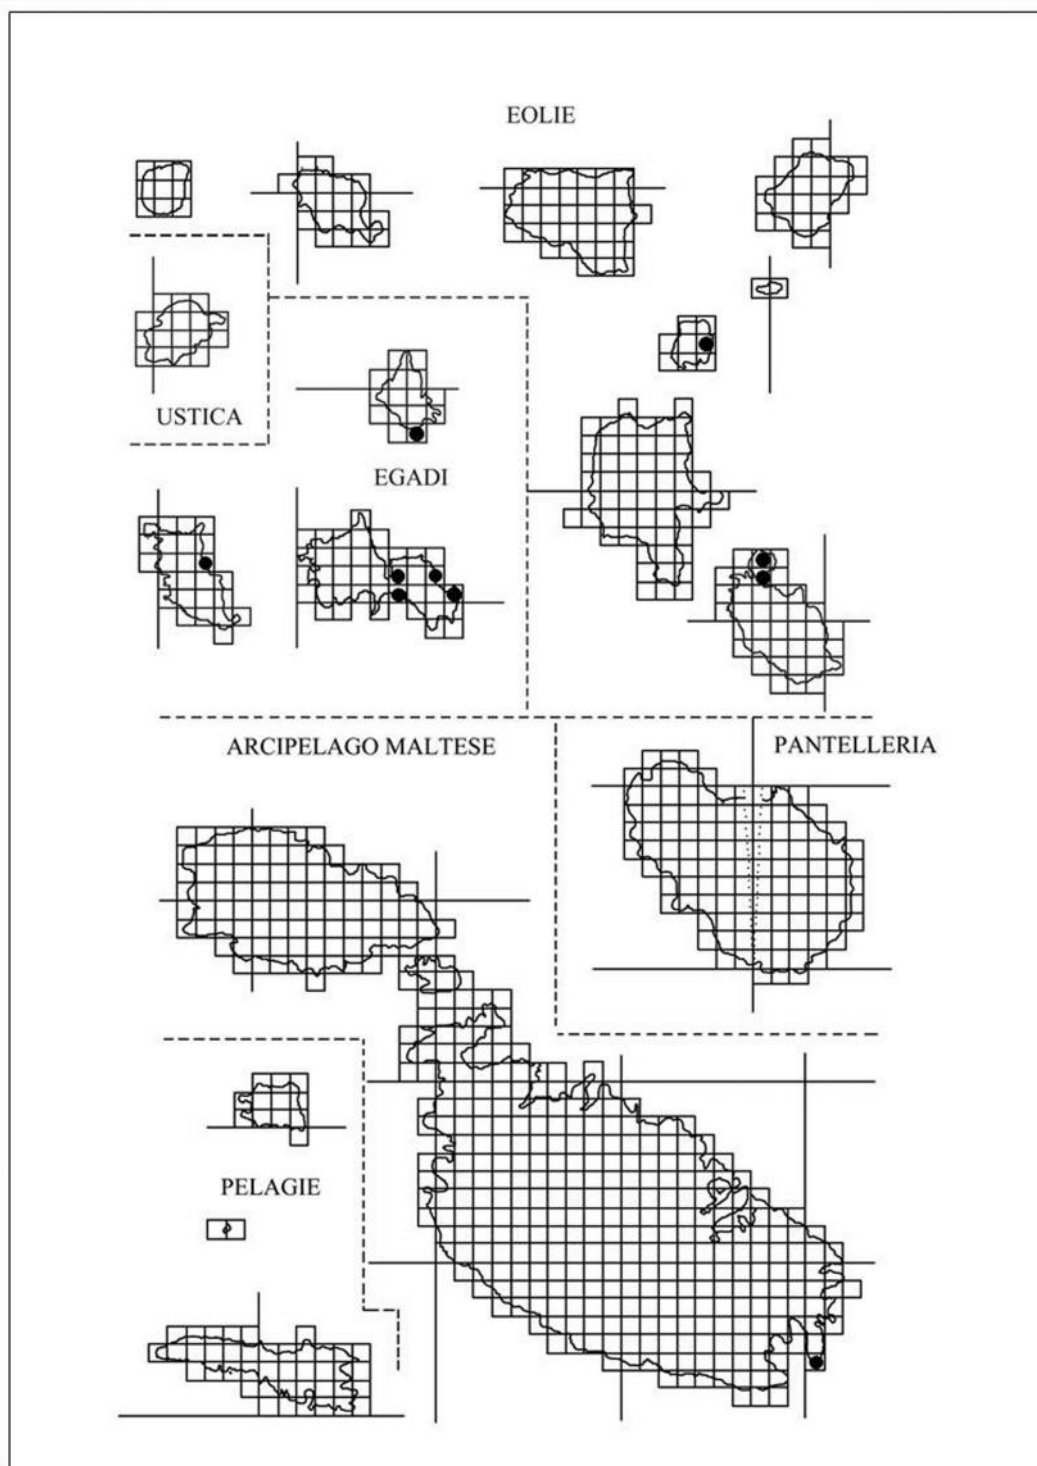 EOLIE
USTICA
EGADI
ARCIPELAGO MALTESE
PANTELLERIA
PELAGIE